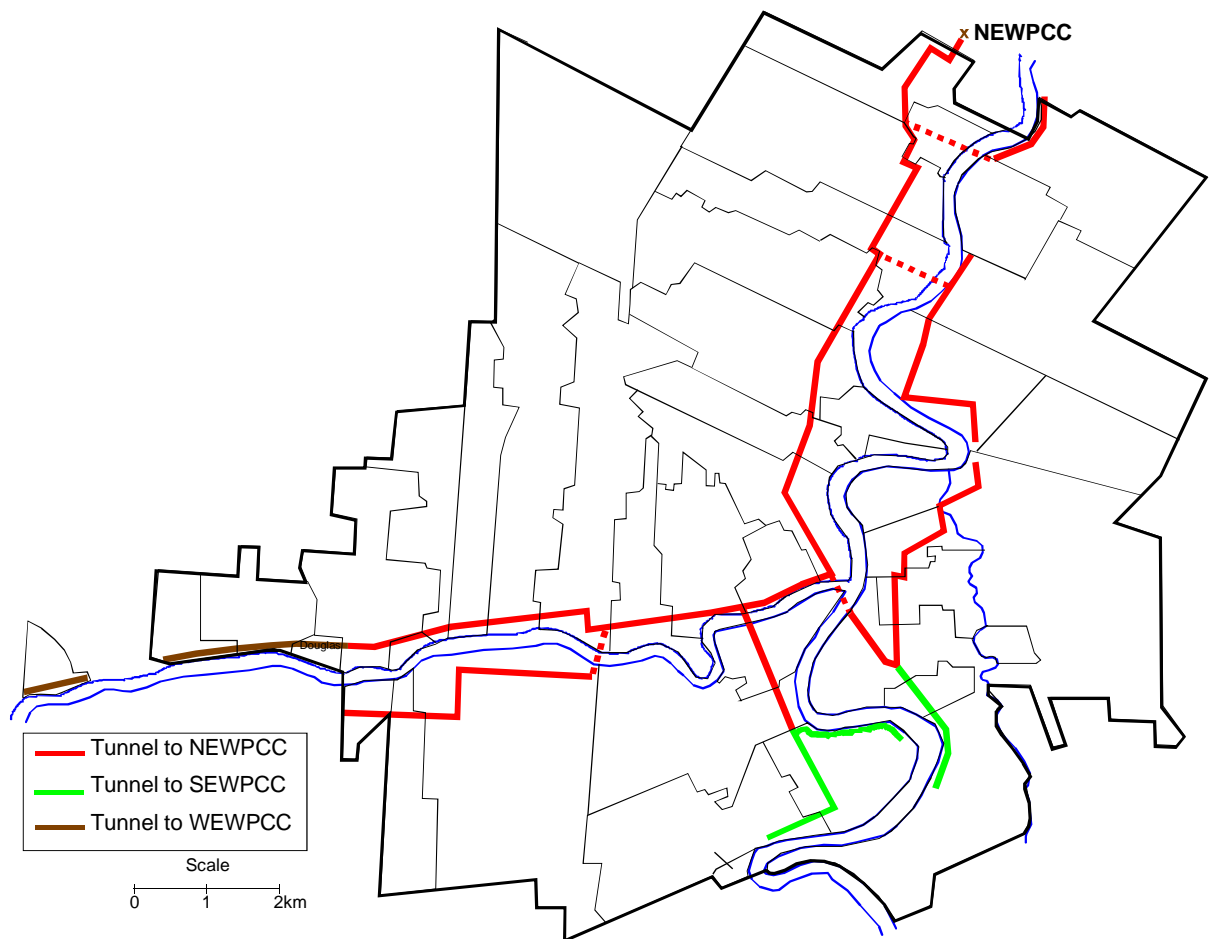 x NEWPCC
Douglas
Tunnel to NEWPCC
Tunnel to SEWPCC
Tunnel to WEWPCC
Scale
0 1 2km